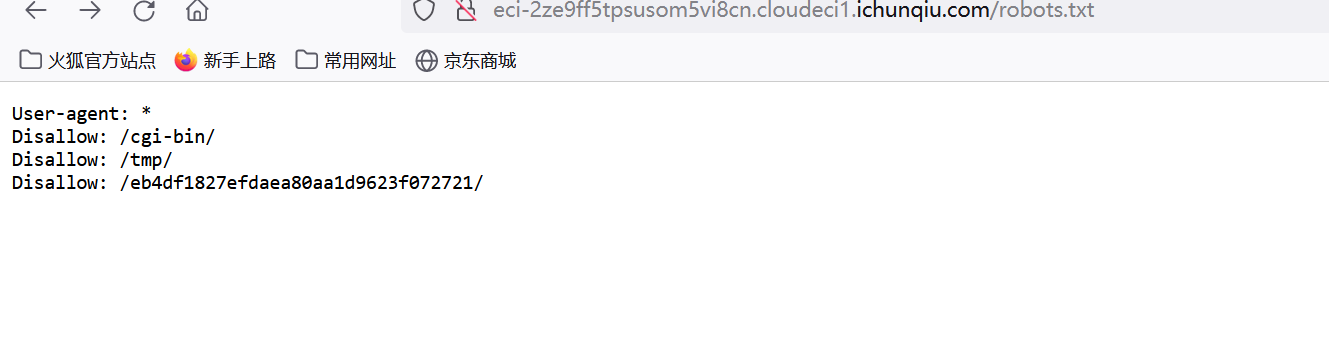 eci-2ze9ff5tpsusom5vi8cn.cloudeci1.ichunqiu.com/robots.txt
火狐官方站点 新手上路 常用网址 京东商城
User-agent: *
Disallow: /cgi-bin/
Disallow: /tmp/
Disallow: /eb4df1827efdaea80aa1d9623f072721/